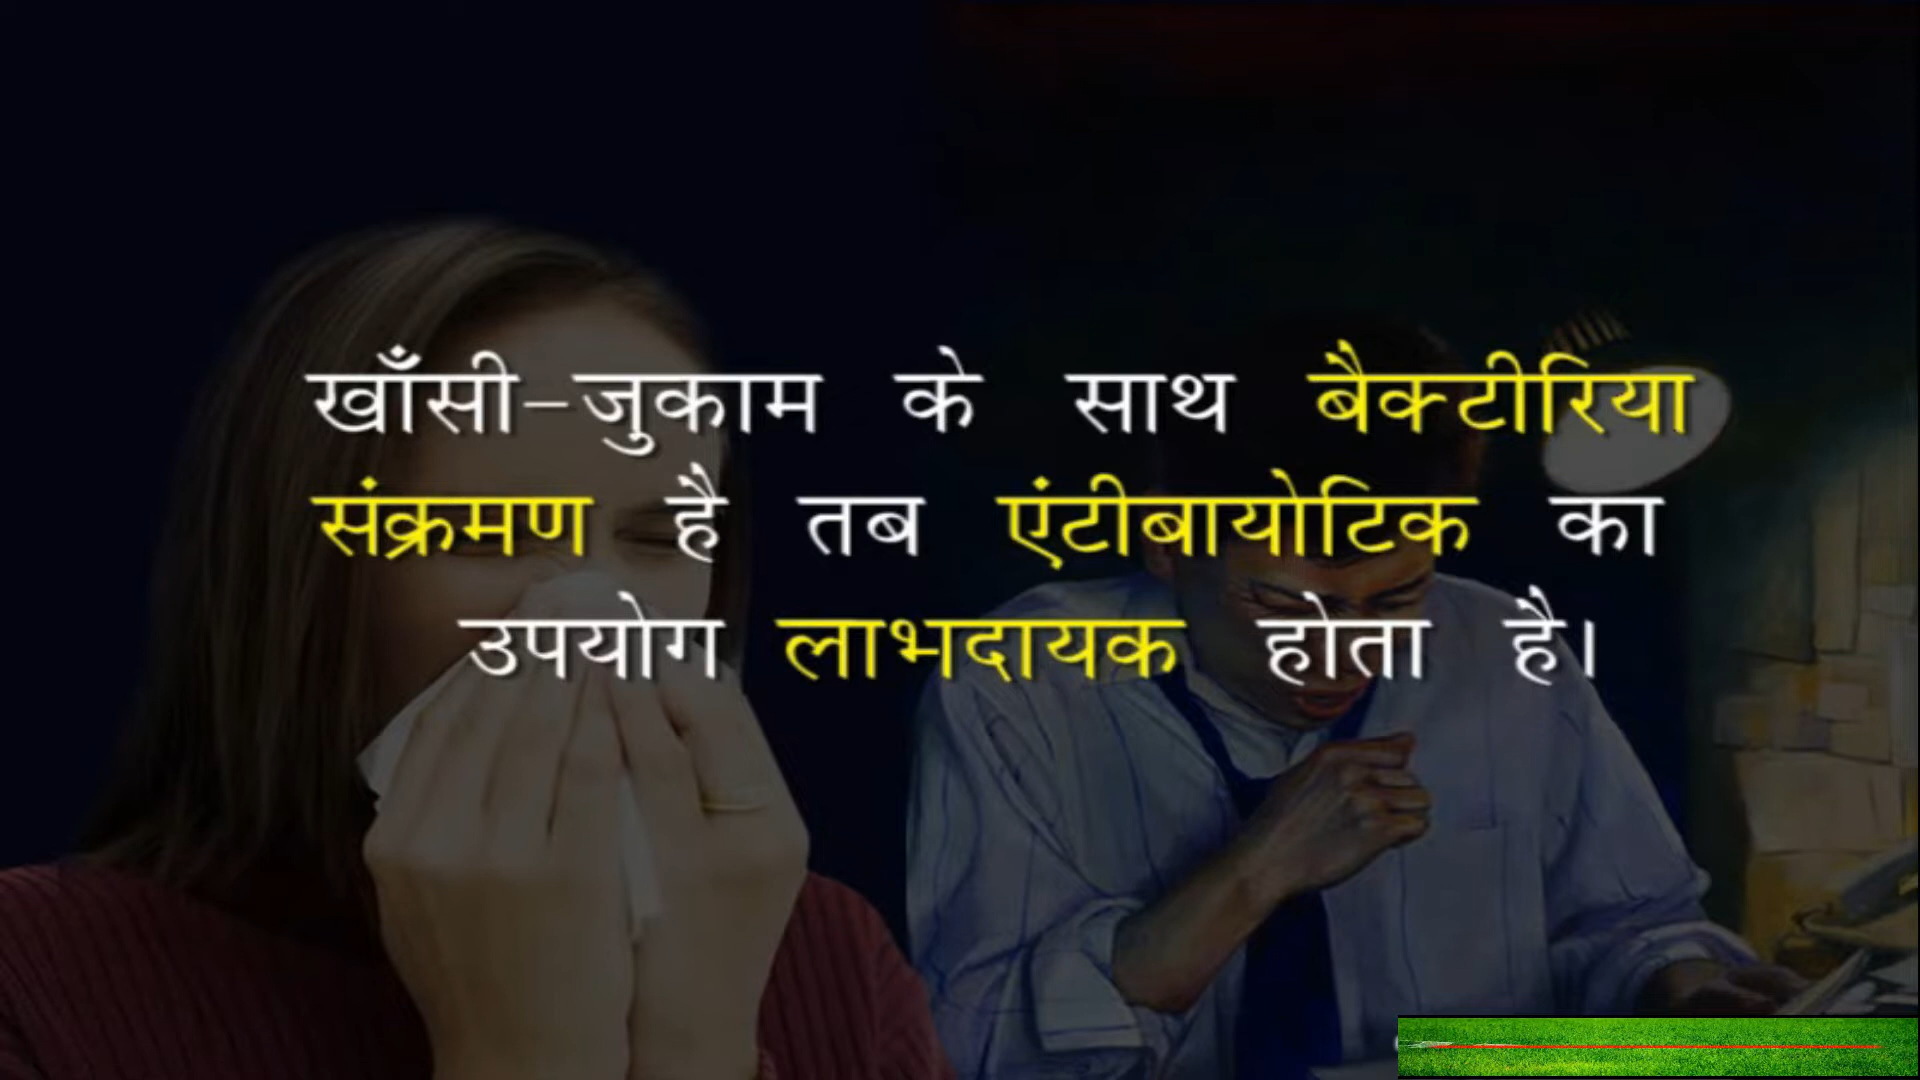 खाँसी-जुकाम के साथ बैक्टीरिया
संक्रमण है तब एंटीबायोटिक का
उपयोग लाभदायक होता है।